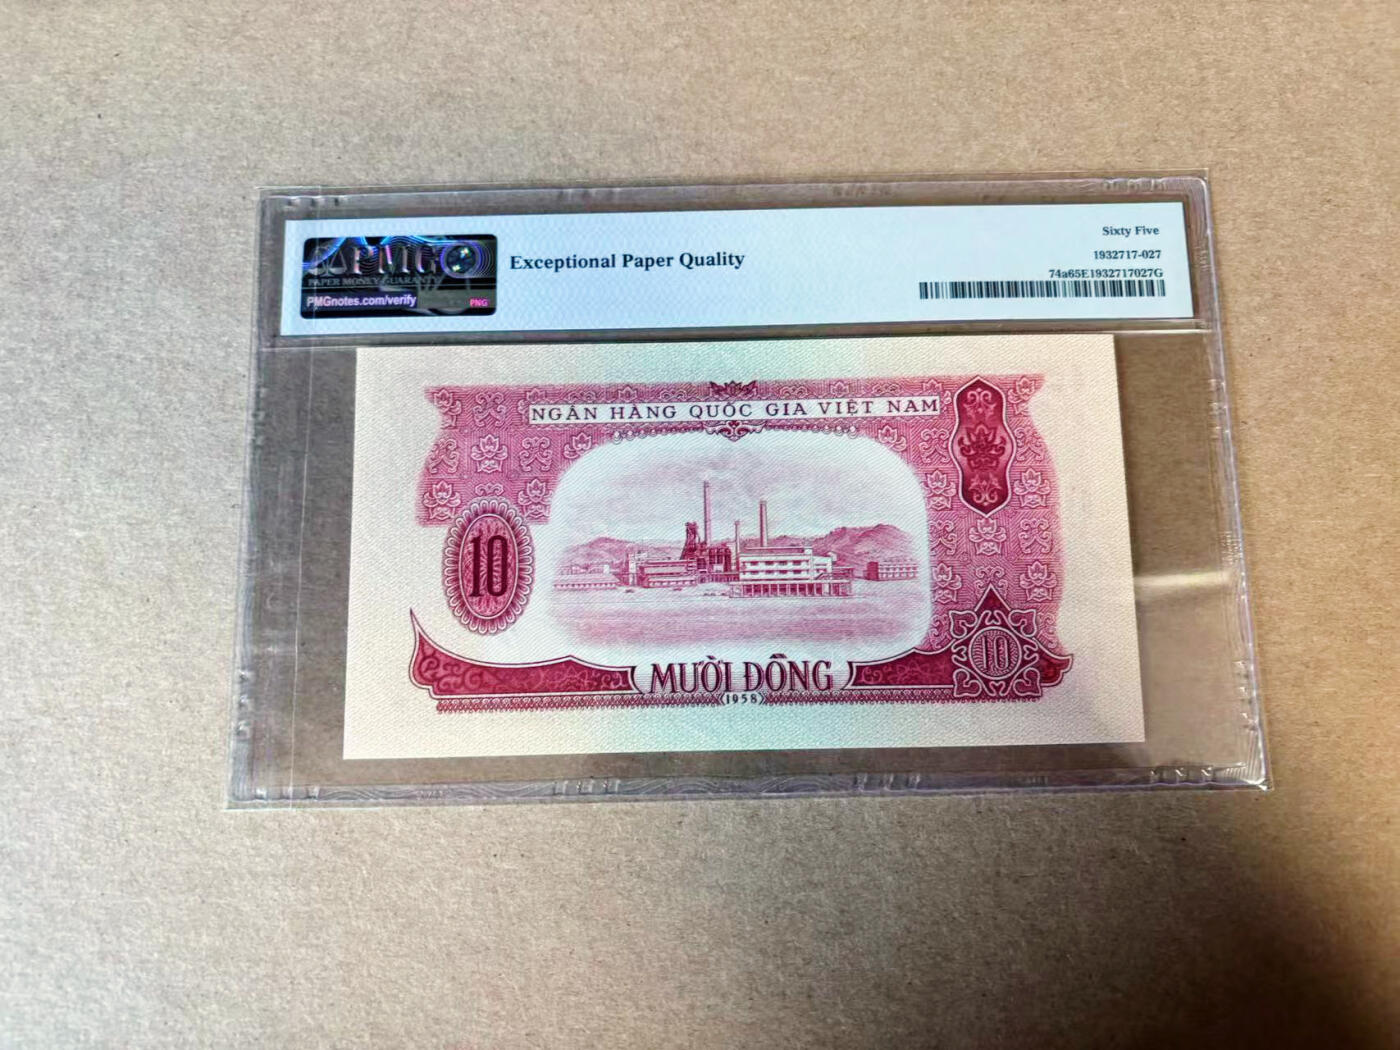 PMG
PAPER MONEY GUARANTY
PMGnotes.com/verify
PNG
Exceptional Paper Quality
Sixty Five
1932717-027
74a65E1932717027G
NGÂN HÀNG QUỐC GIA VIỆT NAM
10
10
MƯỜI ĐỒNG
1958